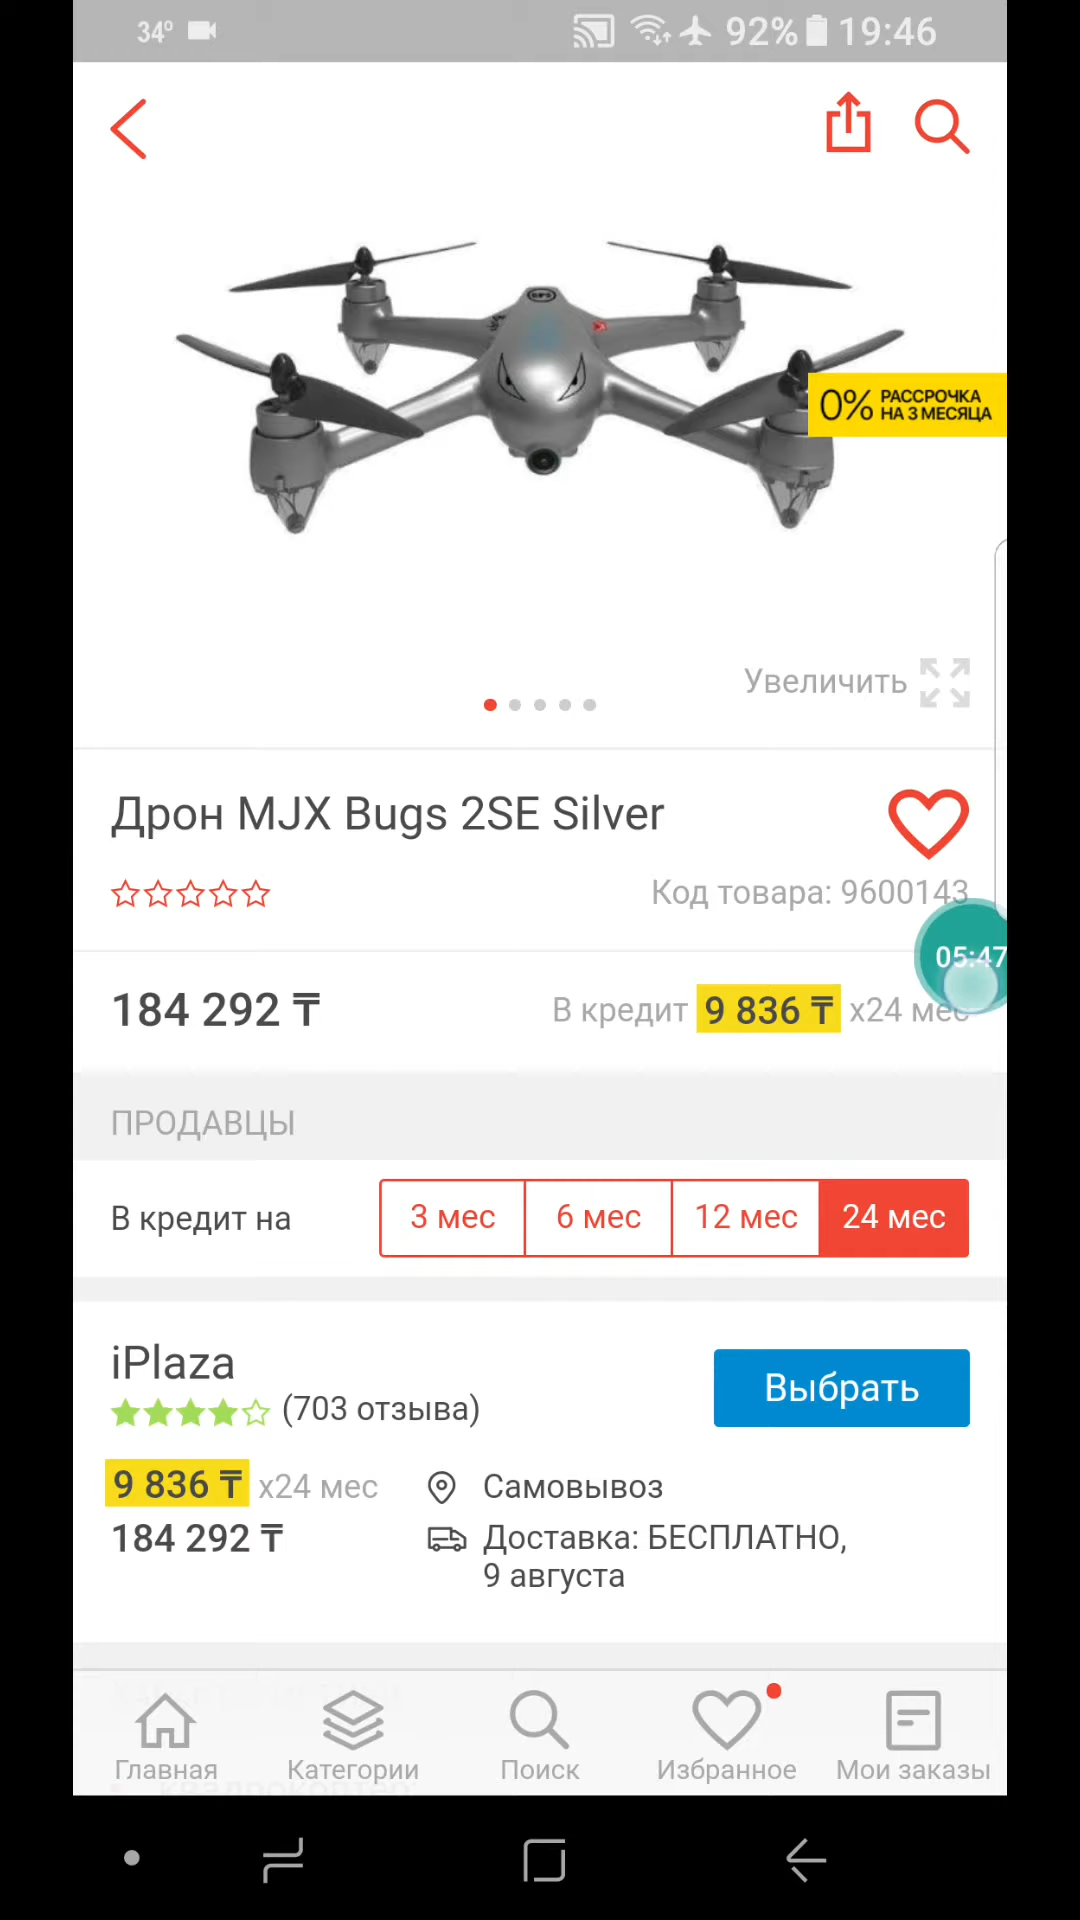 34° 92% 19:46
GPS
0% РАССРОЧКА
НА 3 МЕСЯЦА
Увеличить
Дрон MJX Bugs 2SE Silver
Код товара: 9600143
05:47
184 292 ₸ В кредит 9 836 ₸ x24 мес
ПРОДАВЦЫ
В кредит на 3 мес 6 мес 12 мес 24 мес
iPlaza
Выбрать
(703 отзыва)
9 836 ₸ x24 мес Самовывоз
184 292 ₸ Доставка: БЕСПЛАТНО,
9 августа
квадрокоптер:
Главная Категории Поиск Избранное Мои заказы